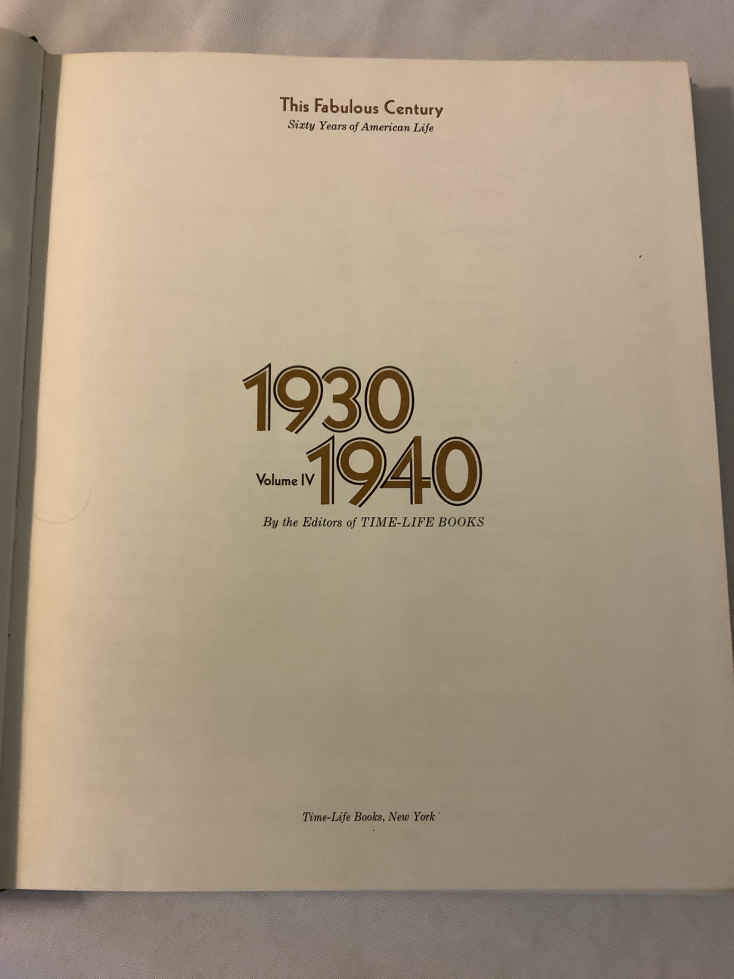 This Fabulous Century
Sixty Years of American Life
1930
Volume IV 1940
By the Editors of TIME-LIFE BOOKS
Time-Life Books, New York